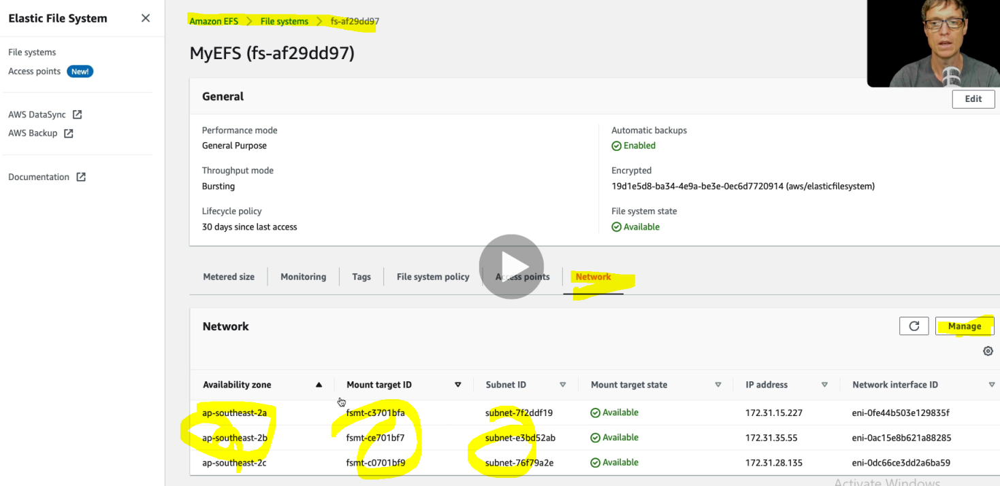 Elastic File System
File systems
Access points New!
AWS DataSync
AWS Backup
Documentation
Amazon EFS > File systems > fs-af29dd97
MyEFS (fs-af29dd97)
General
Edit
Performance mode
General Purpose
Throughput mode
Bursting
Lifecycle policy
30 days since last access
Automatic backups
Enabled
Encrypted
19d1e5d8-ba34-4e9a-be3e-0ec6d7720914 (aws/elasticfilesystem)
File system state
Available
Metered size Monitoring Tags File system policy Access points Network
Network
Manage
Availability zone Mount target ID Subnet ID Mount target state IP address Network interface ID
ap-southeast-2a fsmt-c3701bfa subnet-7f2ddf19 Available 172.31.15.227 eni-0fe44b503e129835f
ap-southeast-2b fsmt-ce701bf7 subnet-e3bd52ab Available 172.31.35.55 eni-0ac15e8b621a88285
ap-southeast-2c fsmt-c0701bf9 subnet-76f79a2e Available 172.31.28.135 eni-0dc66ce3dd2a6ba59
Activate Windows